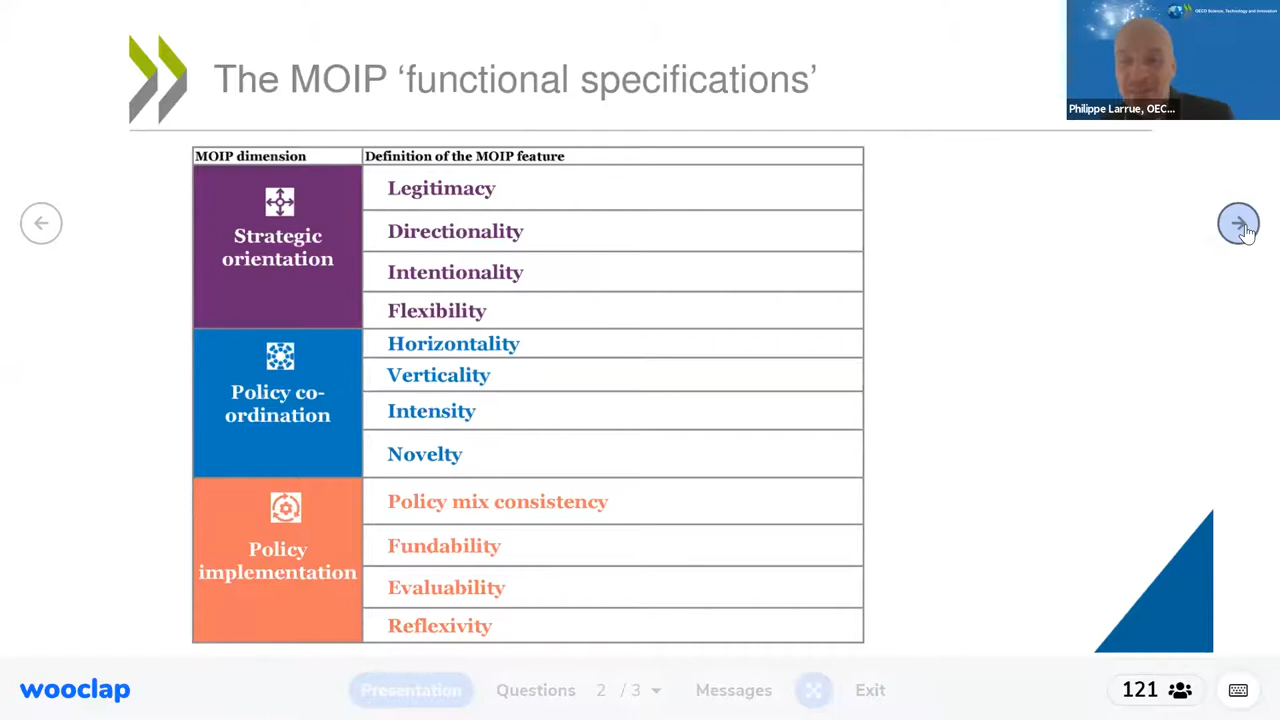 The MOIP ‘functional specifications’
OECD Science, Technology and Innovation
Philippe Larrue, OEC...
MOIP dimension
Definition of the MOIP feature
Strategic
orientation
Legitimacy
Directionality
Intentionality
Flexibility
Policy co-
ordination
Horizontality
Verticality
Intensity
Novelty
Policy
implementation
Policy mix consistency
Fundability
Evaluability
Reflexivity
wooclap
Presentation
Questions 2 / 3
Messages
Exit
121